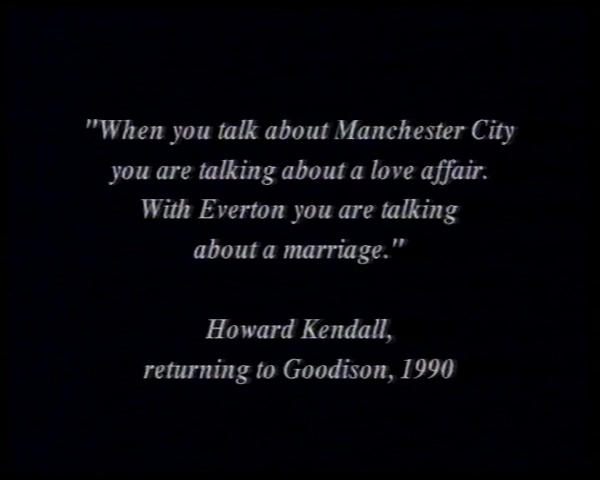 "When you talk about Manchester City
you are talking about a love affair.
With Everton you are talking
about a marriage."
Howard Kendall,
returning to Goodison, 1990